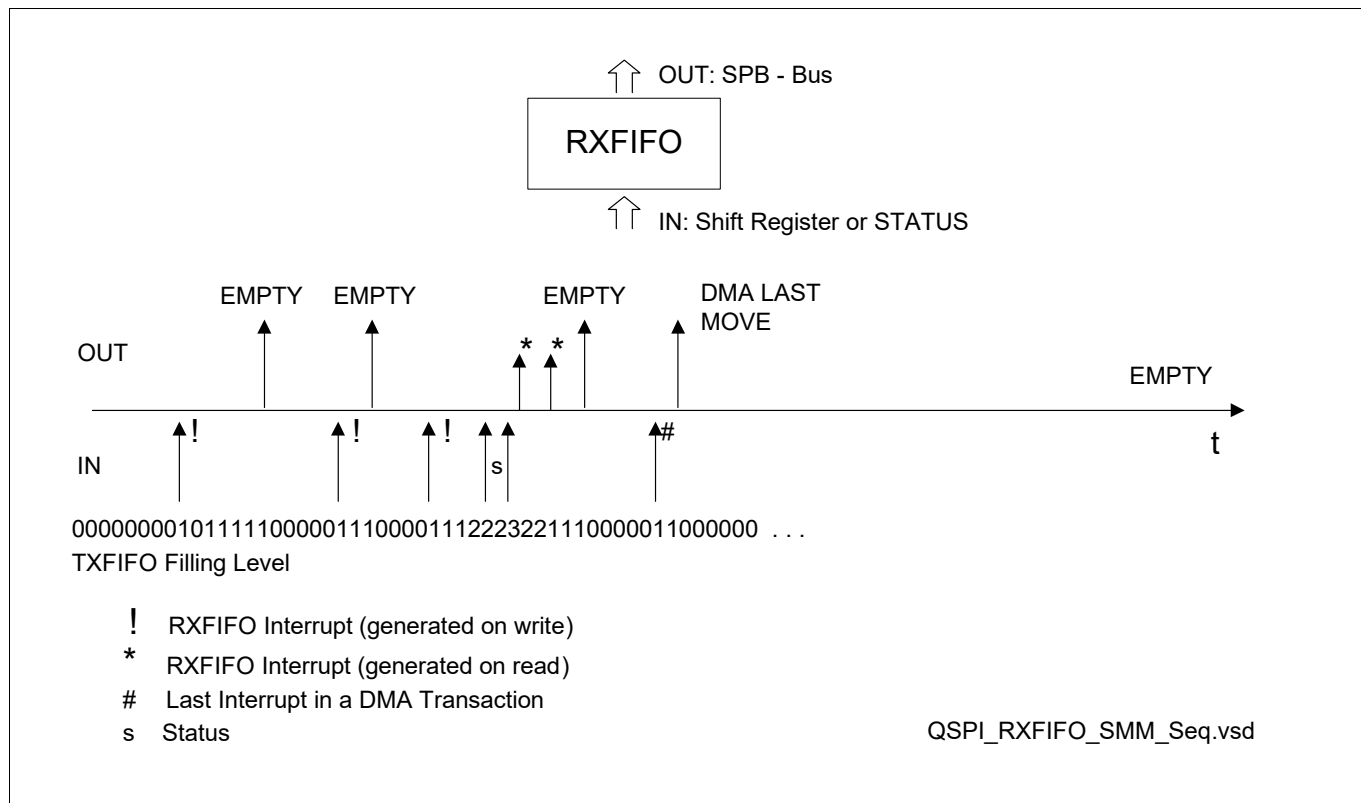 OUT: SPB - Bus
RXFIFO
IN: Shift Register or STATUS
EMPTY EMPTY EMPTY DMA LAST
MOVE
* *
OUT
EMPTY
! ! ! #
t
IN
s
0000000010111110000011100001112223221110000011000000 . . .
TXFIFO Filling Level
! RXFIFO Interrupt (generated on write)
* RXFIFO Interrupt (generated on read)
# Last Interrupt in a DMA Transaction
s Status
QSPI_RXFIFO_SMM_Seq.vsd